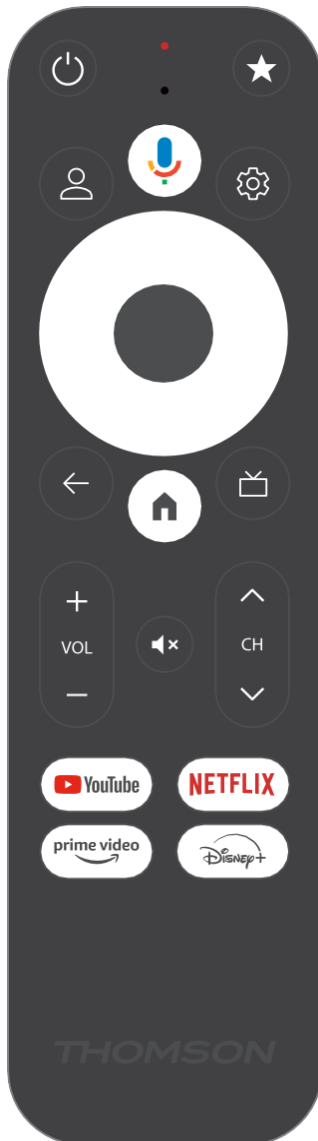 +
VOL
CH
−
YouTube
NETFLIX
prime video
Disney+
THOMSON